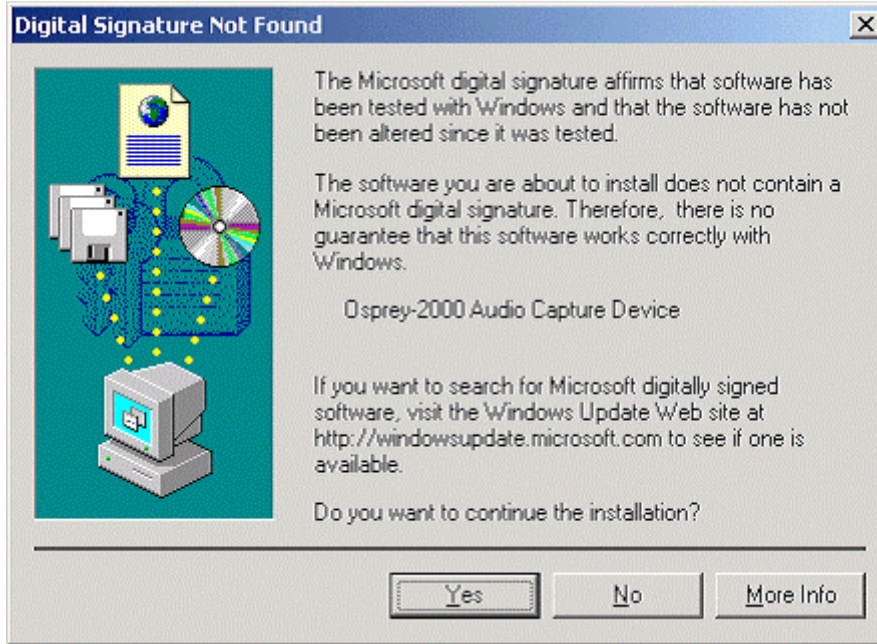 Digital Signature Not Found
The Microsoft digital signature affirms that software has
been tested with Windows and that the software has not
been altered since it was tested.
The software you are about to install does not contain a
Microsoft digital signature. Therefore,  there is no
guarantee that this software works correctly with
Windows.
Osprey-2000 Audio Capture Device
If you want to search for Microsoft digitally signed
software, visit the Windows Update Web site at
http://windowsupdate.microsoft.com to see if one is
available.
Do you want to continue the installation?
Yes No More Info